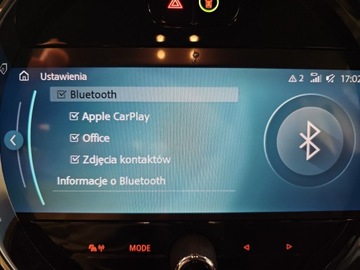 Ustawienia
2
17:02
Bluetooth
Apple CarPlay
Office
Zdjęcia kontaktów
Informacje o Bluetooth
MODE